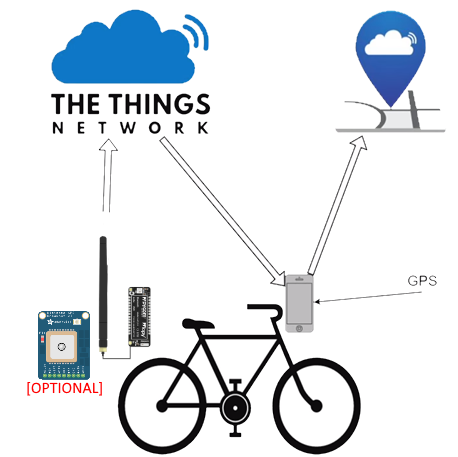 THE THINGS
NETWORK
GPS
[OPTIONAL]